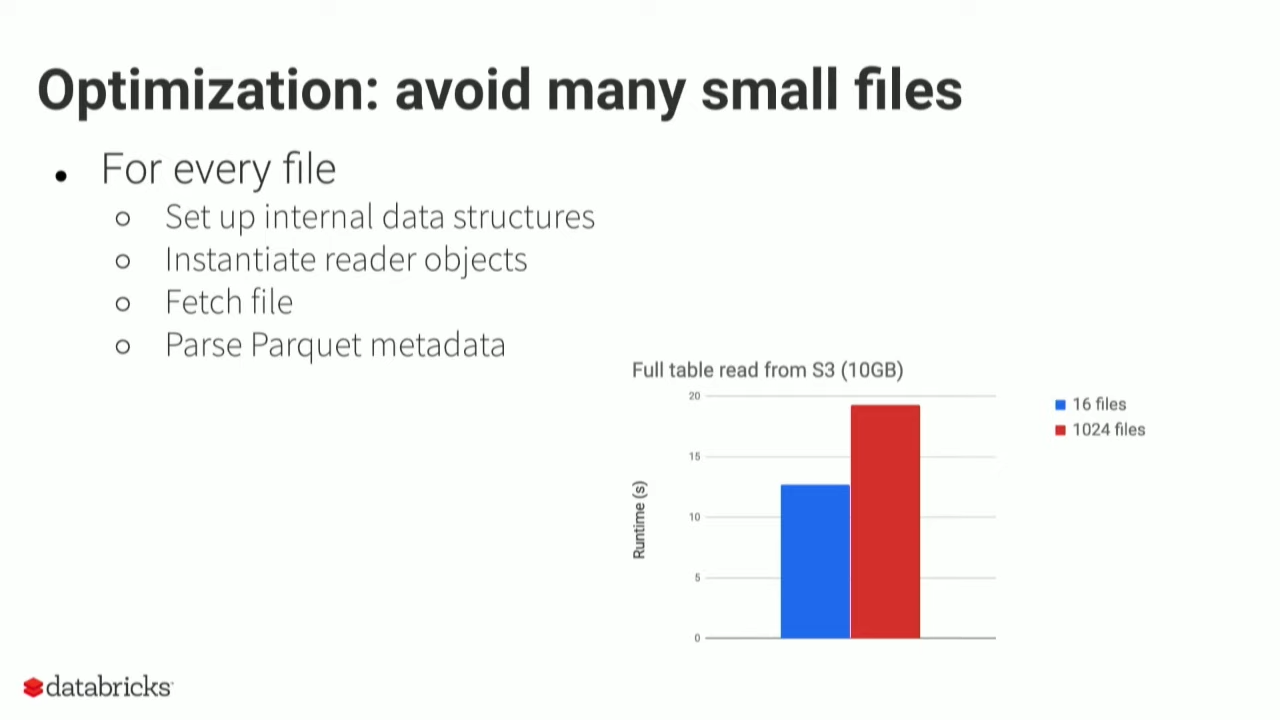 Optimization: avoid many small files
● For every file
○ Set up internal data structures
○ Instantiate reader objects
○ Fetch file
○ Parse Parquet metadata
Full table read from S3 (10GB)
20
15
10
5
0
Runtime (s)
16 files
1024 files
databricks